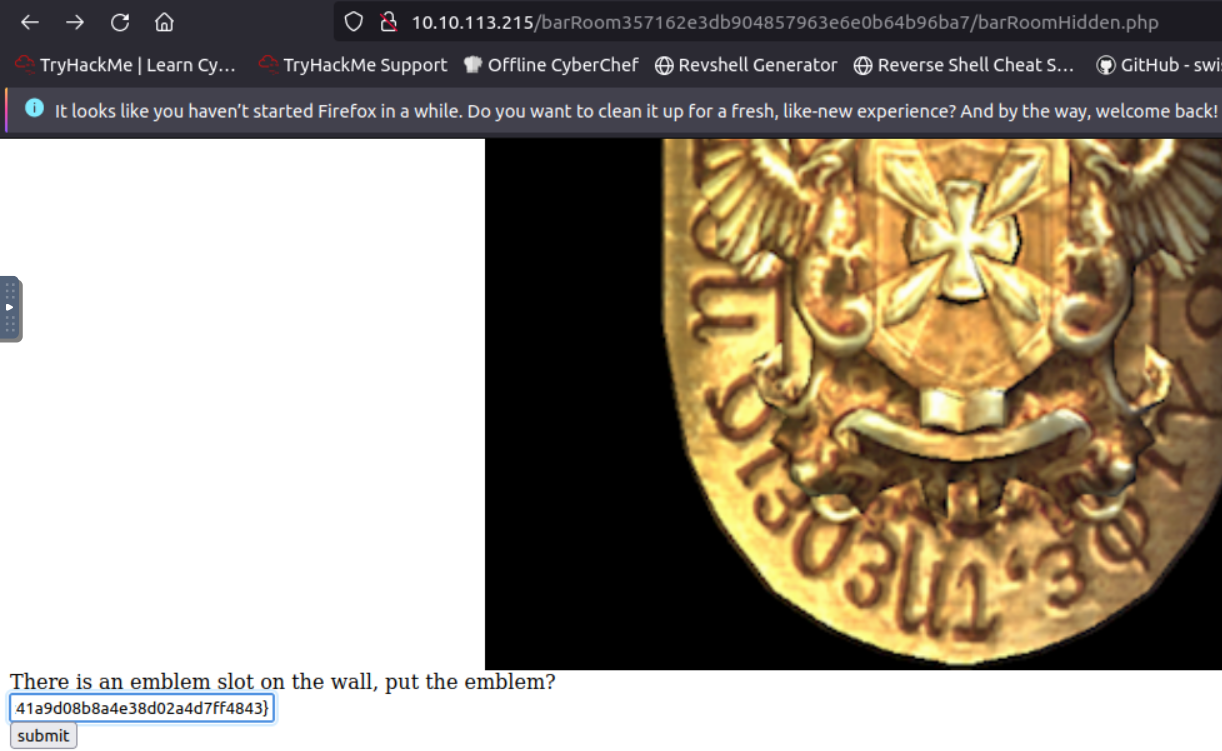 10.10.113.215/barRoom357162e3db904857963e6e0b64b96ba7/barRoomHidden.php
TryHackMe | Learn Cy… TryHackMe Support Offline CyberChef Revshell Generator Reverse Shell Cheat S… GitHub - swis
It looks like you haven’t started Firefox in a while. Do you want to clean it up for a fresh, like-new experience? And by the way, welcome back!
There is an emblem slot on the wall, put the emblem?
41a9d08b8a4e38d02a4d7ff4843}
submit